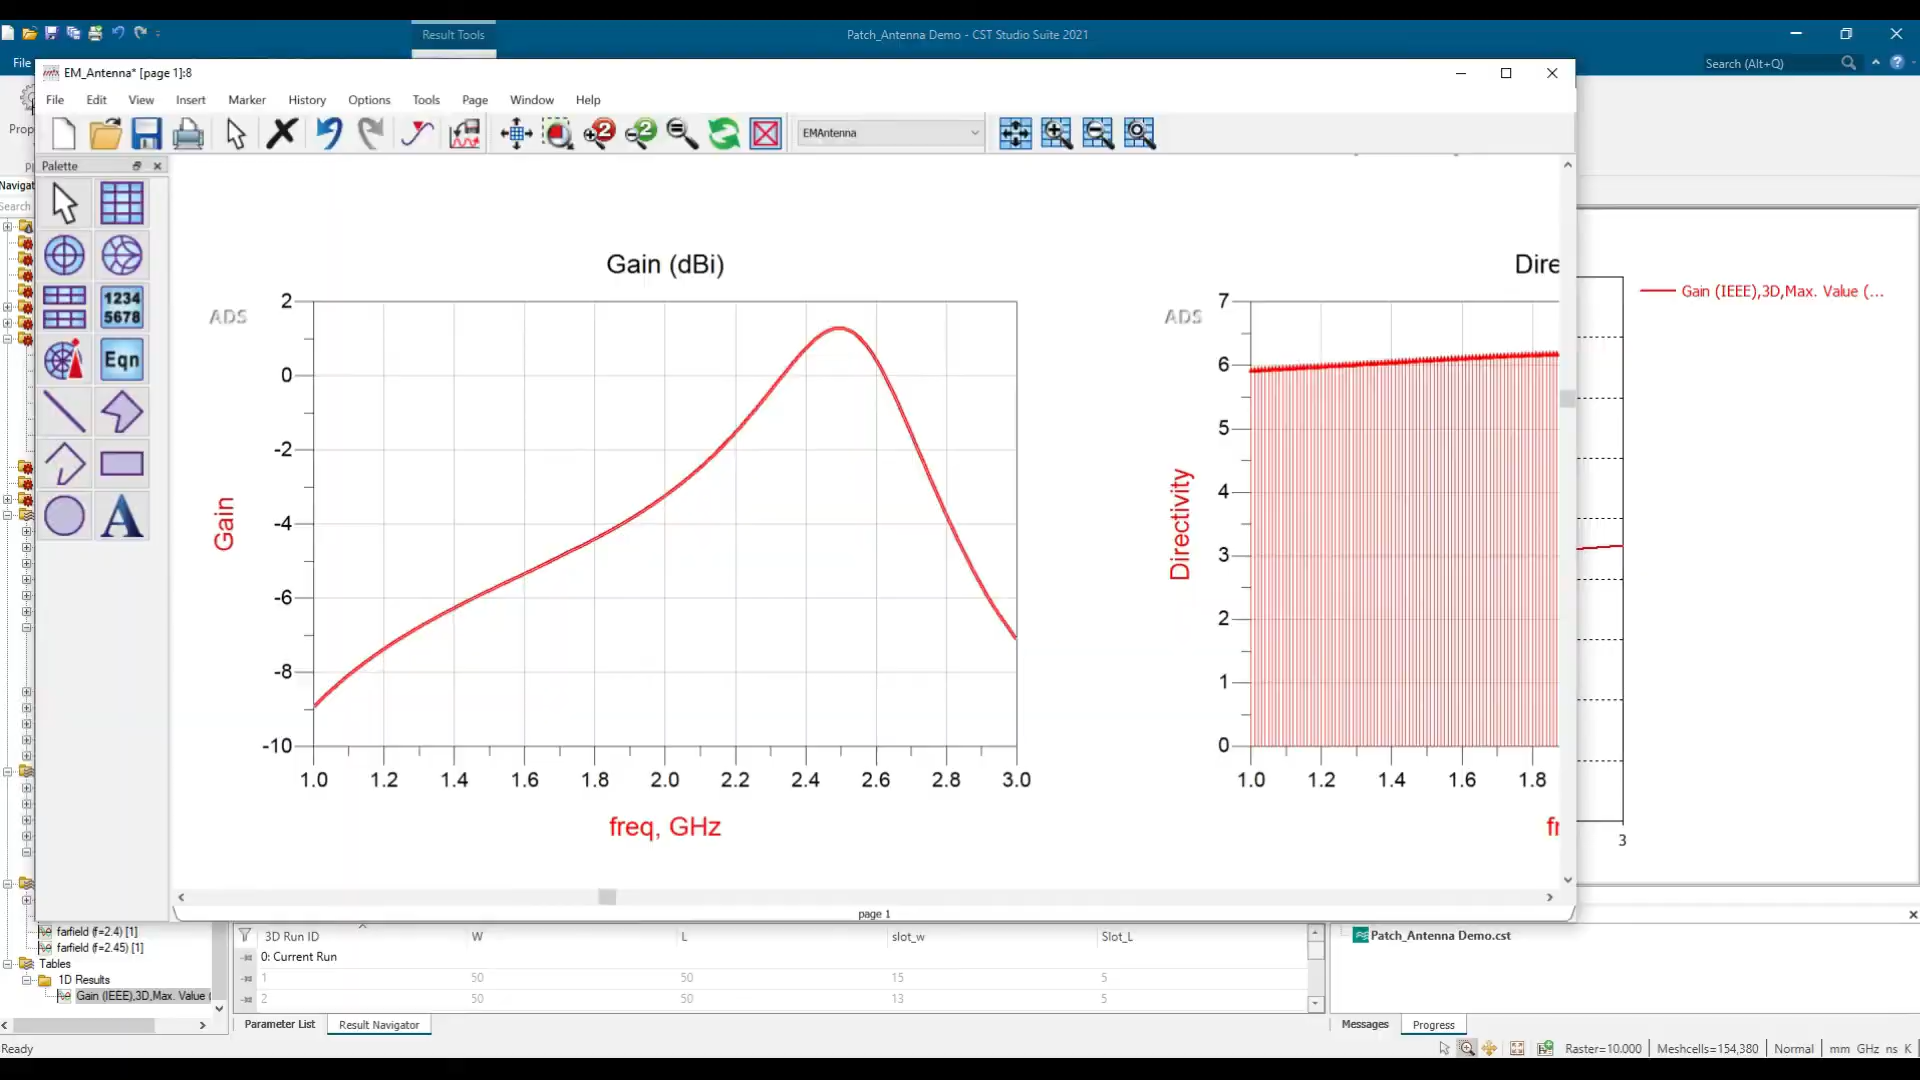 Result Tools
Patch_Antenna Demo - CST Studio Suite 2021
File
Search (Alt+Q)
EM_Antenna* [page 1]:8
File Edit View Insert Marker History Options Tools Page Window Help
EMAntenna
Palette
1234
5678
Eqn
A
Gain (dBi)
ADS
2
0
-2
-4
-6
-8
-10
Gain
1.0 1.2 1.4 1.6 1.8 2.0 2.2 2.4 2.6 2.8 3.0
freq, GHz
Dire
ADS
7
6
5
4
3
2
1
0
Directivity
1.0 1.2 1.4 1.6 1.8
fr
page 1
Prop
Navigat
Search
Gain (IEEE),3D,Max. Value (...
3
farfield (f=2.4) [1]
farfield (f=2.45) [1]
Tables
1D Results
Gain (IEEE),3D,Max. Value (
3D Run ID W L slot_w Slot_L
0: Current Run
1 50 50 15 5
2 50 50 13 5
Parameter List Result Navigator
Patch_Antenna Demo.cst
Messages Progress
Ready
Raster=10.000 Meshcells=154,380 Normal mm GHz ns K